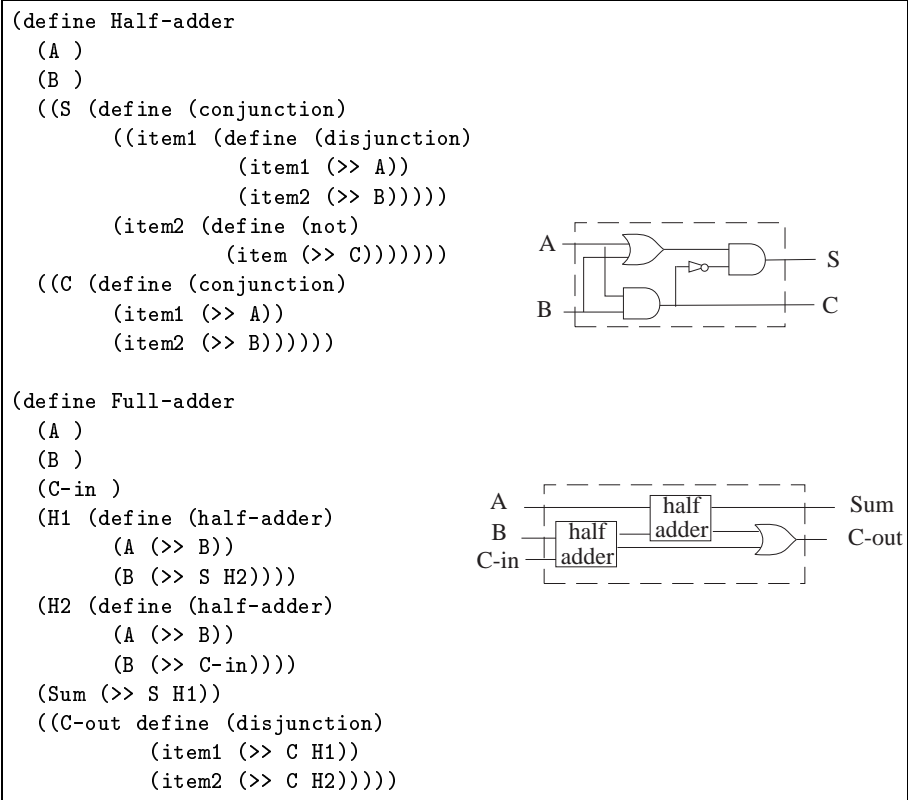 (define Half-adder
  (A )
  (B )
  ((S (define (conjunction)
        ((item1 (define (disjunction)
                  (item1 (>> A))
                  (item2 (>> B)))))
        (item2 (define (not)
                 (item (>> C)))))))
  ((C (define (conjunction)
        (item1 (>> A))
        (item2 (>> B))))))
A
B
S
C
(define Full-adder
  (A )
  (B )
  (C-in )
  (H1 (define (half-adder)
        (A (>> B))
        (B (>> S H2))))
  (H2 (define (half-adder)
        (A (>> B))
        (B (>> C-in))))
  (Sum (>> S H1))
  ((C-out define (disjunction)
           (item1 (>> C H1))
           (item2 (>> C H2)))))
A
B
C-in
half
adder
half
adder
Sum
C-out